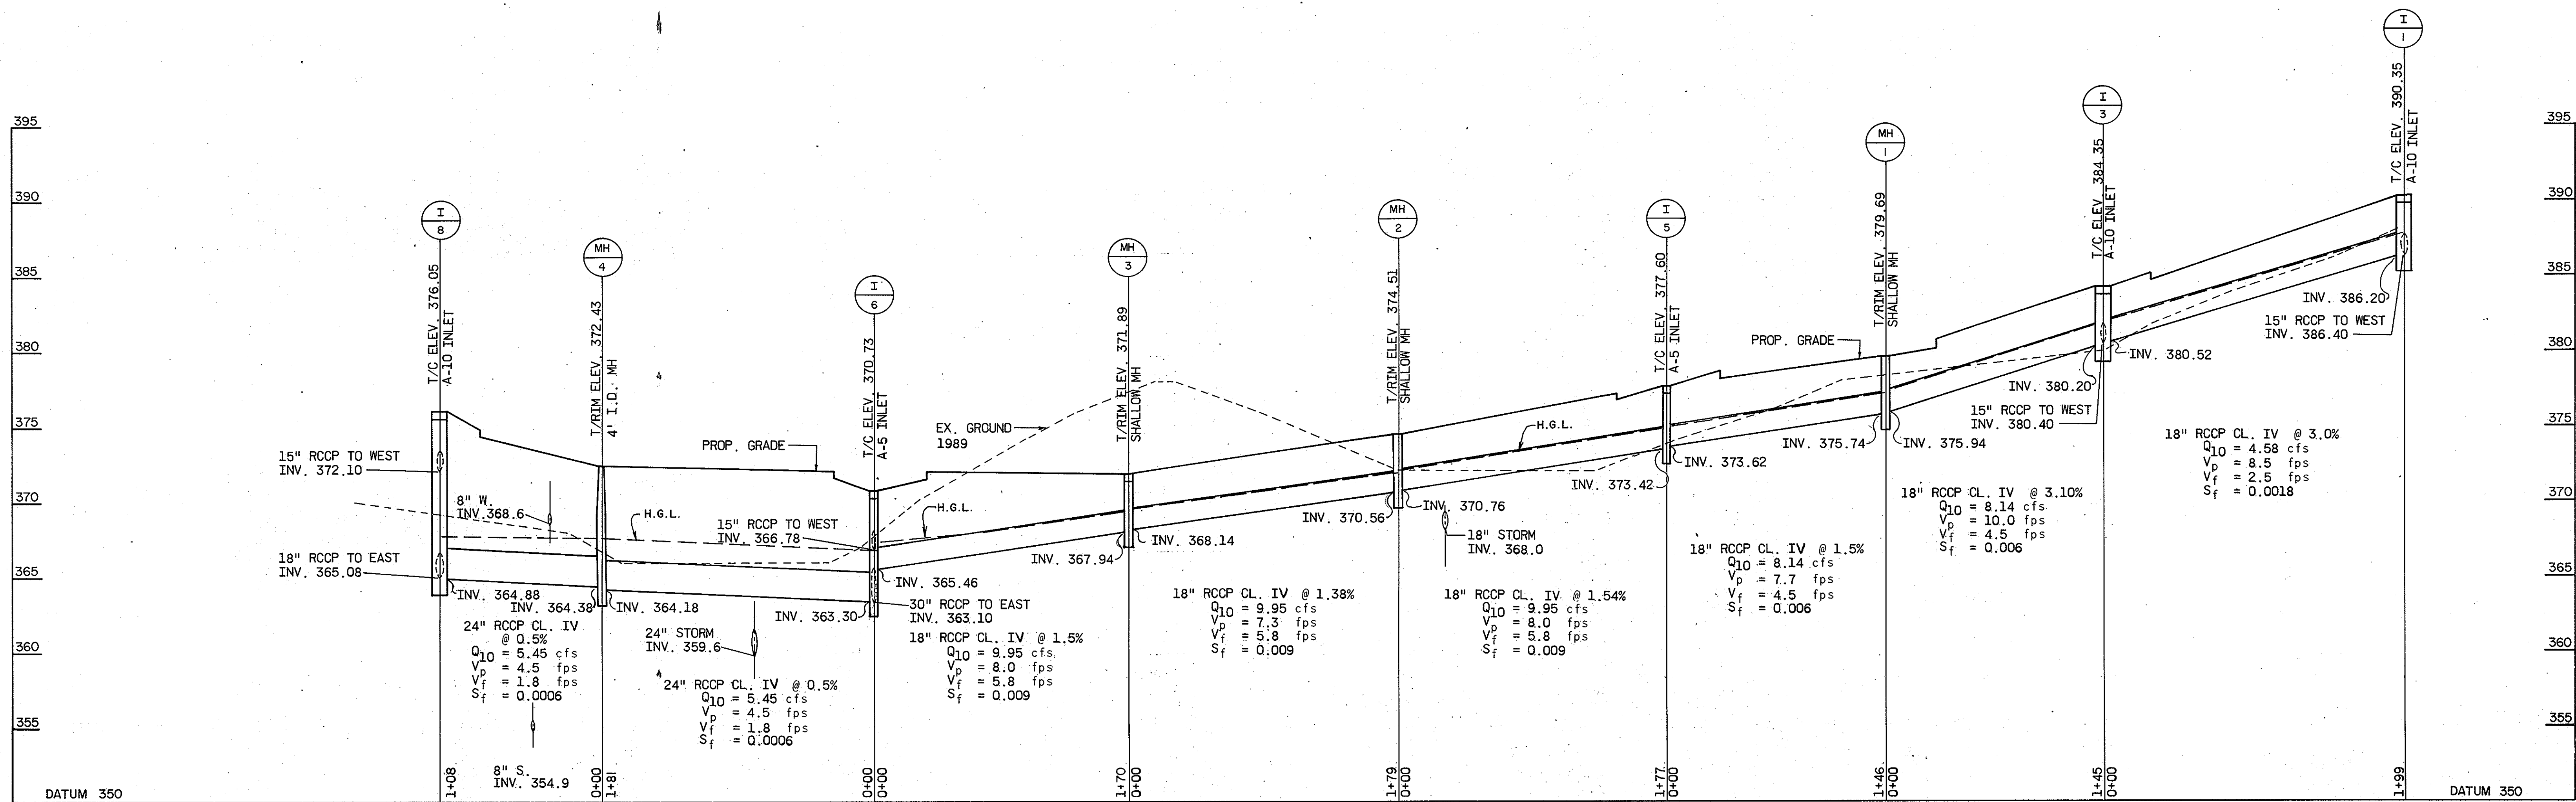 I
8
T/C ELEV. 376.05
A-10 INLET
MH
4
T/RIM ELEV. 372.43
4' I.D. MH
I
6
T/C ELEV. 370.73
A-5 INLET
MH
3
T/RIM ELEV. 371.89
SHALLOW MH
MH
2
T/RIM ELEV. 374.51
SHALLOW MH
I
5
T/C ELEV. 377.60
A-5 INLET
MH
1
T/RIM ELEV. 379.69
SHALLOW MH
I
3
T/C ELEV. 384.35
A-10 INLET
I
1
T/C ELEV. 390.35
A-10 INLET
395
390
385
380
375
370
365
360
355
DATUM 350
15" RCCP TO WEST
INV. 372.10
18" RCCP TO EAST
INV. 365.08
8" W.
INV. 368.6
INV. 364.88
INV. 364.38
24" RCCP CL. IV
@ 0.5%
Q10 = 5.45 cfs
Vp = 4.5 fps
Vf = 1.8 fps
Sf = 0.0006
8" S.
INV. 354.9
H.G.L.
PROP. GRADE
INV. 364.18
24" STORM
INV. 359.6
24" RCCP CL. IV @ 0.5%
Q10 = 5.45 cfs
Vp = 4.5 fps
Vf = 1.8 fps
Sf = 0.0006
15" RCCP TO WEST
INV. 366.78
INV. 363.30
EX. GROUND
1989
H.G.L.
INV. 365.46
30" RCCP TO EAST
INV. 363.10
18" RCCP CL. IV @ 1.5%
Q10 = 9.95 cfs
Vp = 8.0 fps
Vf = 5.8 fps
Sf = 0.009
INV. 367.94
INV. 368.14
18" RCCP CL. IV @ 1.38%
Q10 = 9.95 cfs
Vp = 7.3 fps
Vf = 5.8 fps
Sf = 0.009
INV. 370.56
INV. 370.76
18" STORM
INV. 368.0
H.G.L.
18" RCCP CL. IV @ 1.54%
Q10 = 9.95 cfs
Vp = 8.0 fps
Vf = 5.8 fps
Sf = 0.009
INV. 373.42
INV. 373.62
PROP. GRADE
18" RCCP CL. IV @ 1.5%
Q10 = 8.14 cfs
Vp = 7.7 fps
Vf = 4.5 fps
Sf = 0.006
INV. 375.74
INV. 375.94
18" RCCP CL. IV @ 3.10%
Q10 = 8.14 cfs
Vp = 10.0 fps
Vf = 4.5 fps
Sf = 0.006
INV. 380.20
15" RCCP TO WEST
INV. 380.40
INV. 380.52
18" RCCP CL. IV @ 3.0%
Q10 = 4.58 cfs
Vp = 8.5 fps
Vf = 2.5 fps
Sf = 0.0018
INV. 386.20
15" RCCP TO WEST
INV. 386.40
1+08
0+00
1+81
0+00
0+00
1+70
0+00
1+79
0+00
1+77
0+00
1+46
0+00
1+45
0+00
1+99
395
390
385
380
375
370
365
360
355
DATUM 350